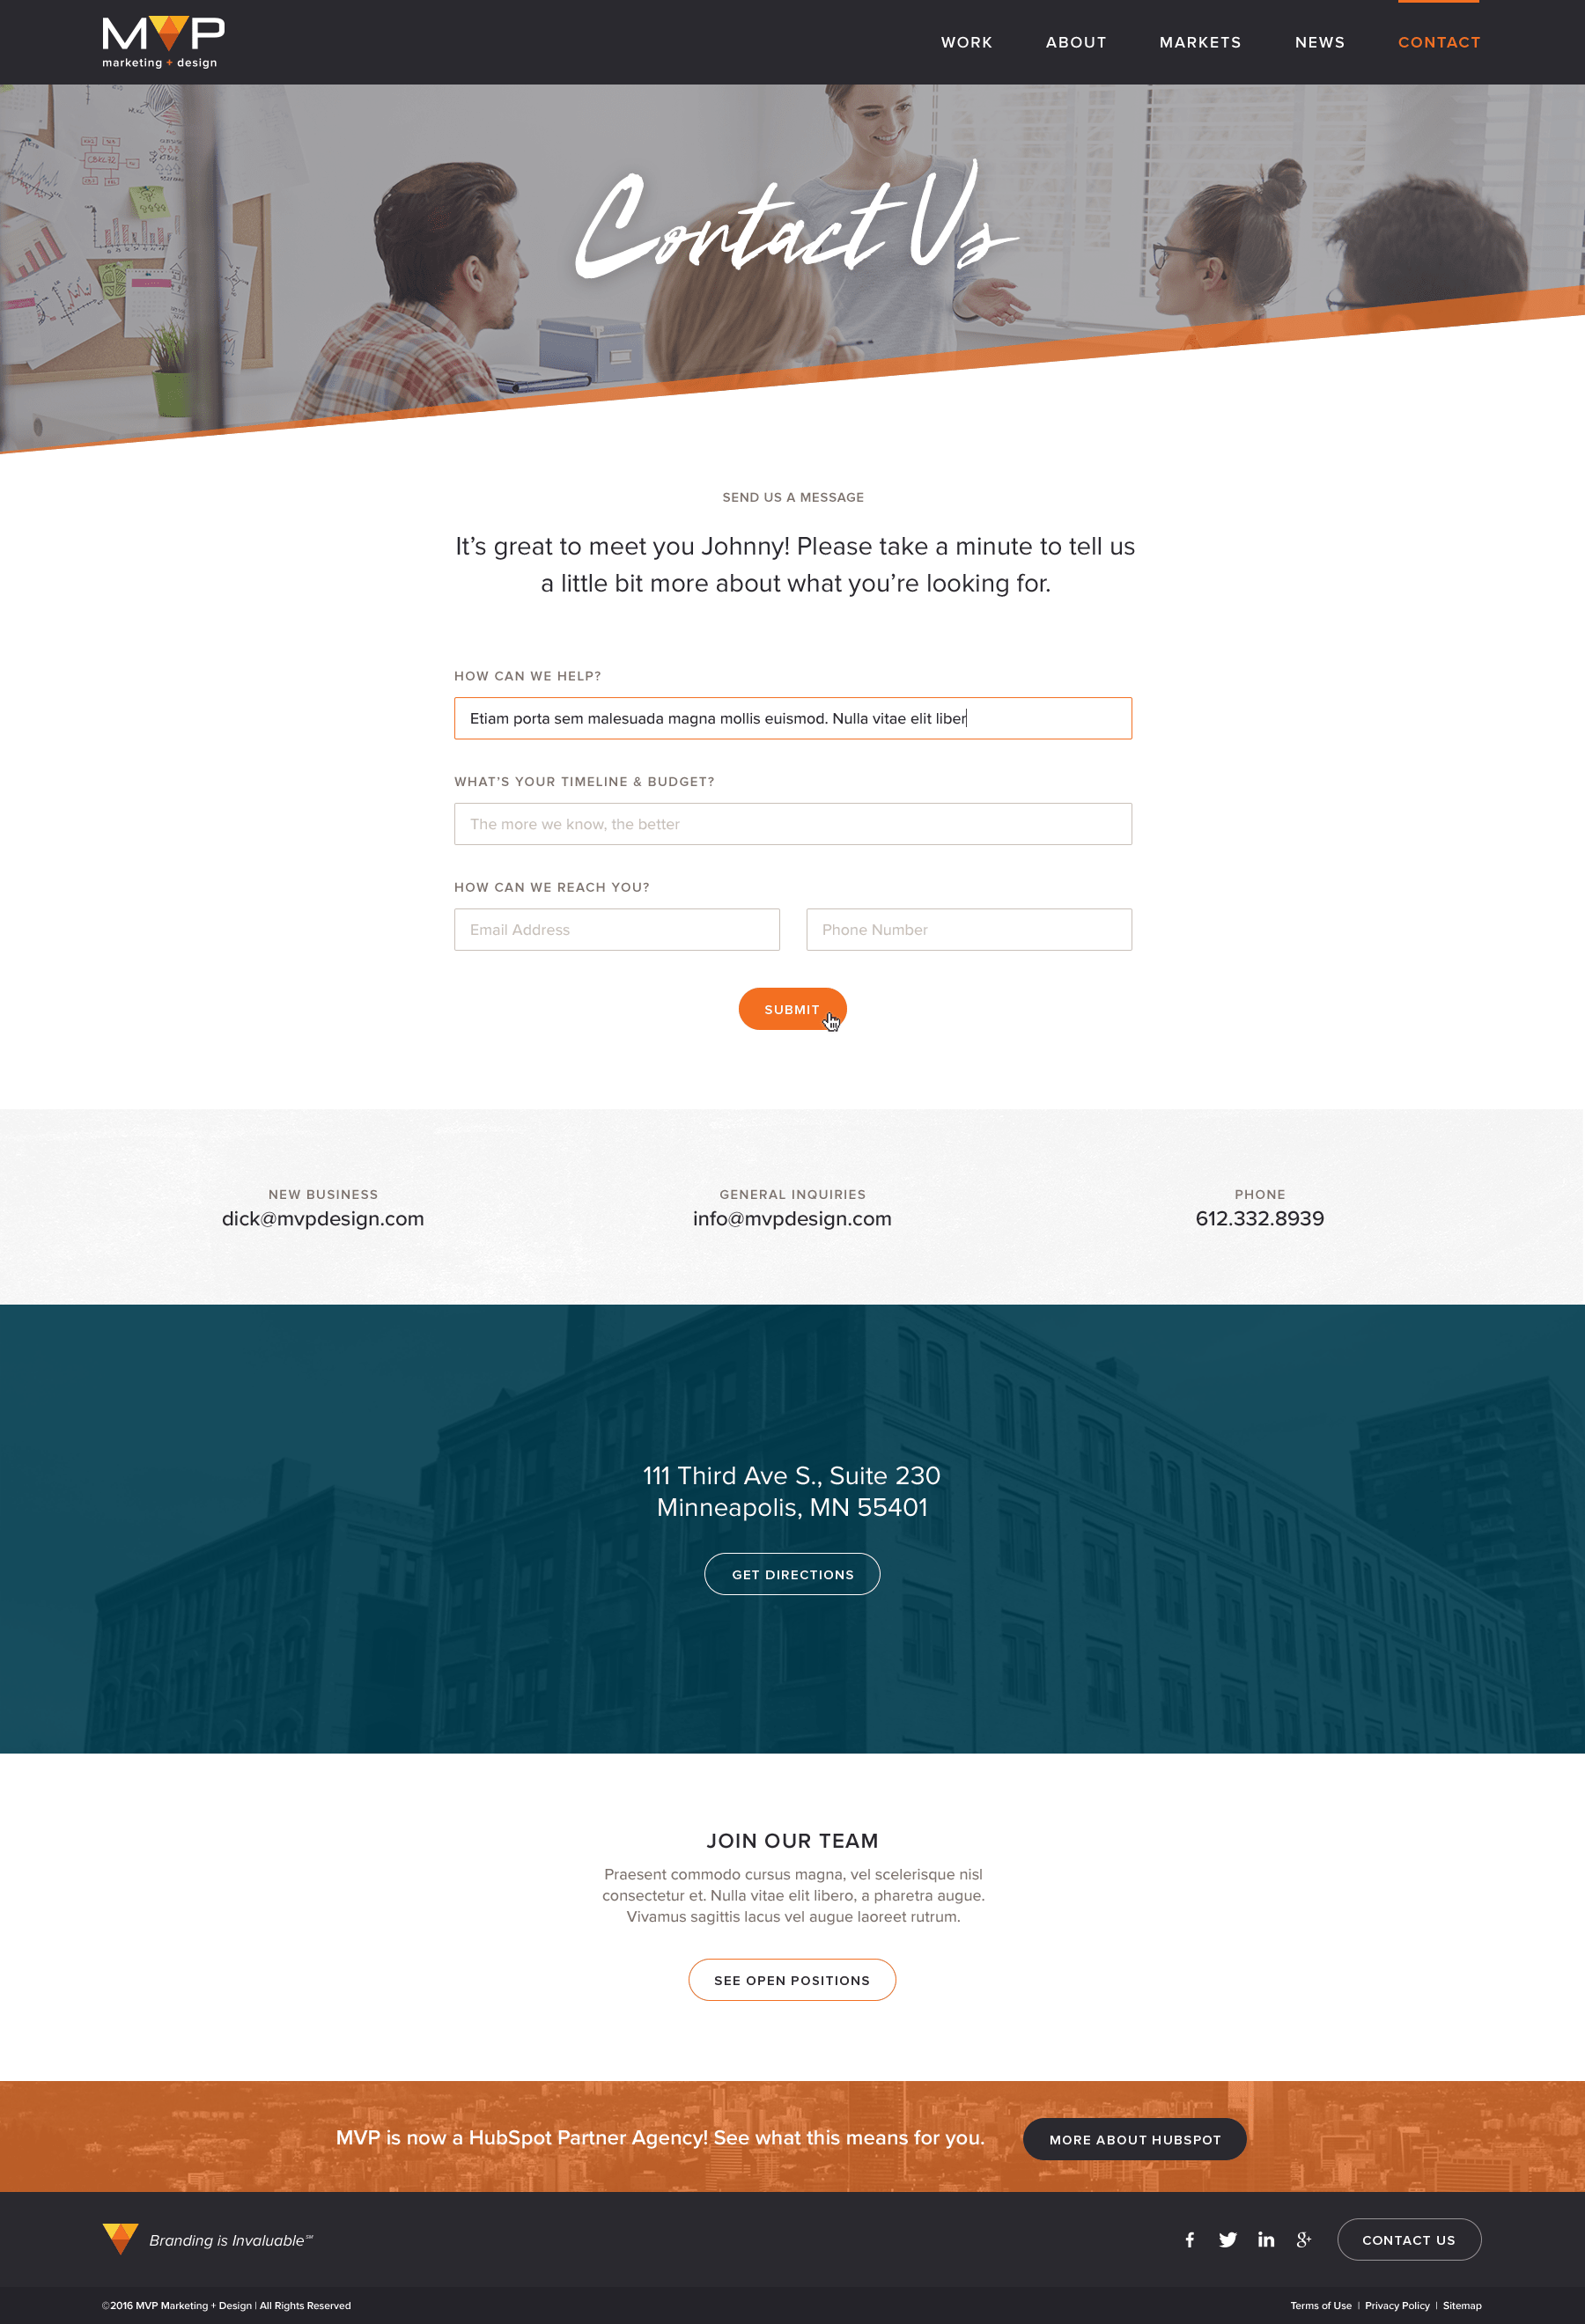 MVP
marketing + design
WORK
ABOUT
MARKETS
NEWS
CONTACT
Contact Us
SEND US A MESSAGE
It’s great to meet you Johnny! Please take a minute to tell us
a little bit more about what you’re looking for.
HOW CAN WE HELP?
Etiam porta sem malesuada magna mollis euismod. Nulla vitae elit liber
WHAT’S YOUR TIMELINE & BUDGET?
The more we know, the better
HOW CAN WE REACH YOU?
Email Address
Phone Number
SUBMIT
NEW BUSINESS
dick@mvpdesign.com
GENERAL INQUIRIES
info@mvpdesign.com
PHONE
612.332.8939
111 Third Ave S., Suite 230
Minneapolis, MN 55401
GET DIRECTIONS
JOIN OUR TEAM
Praesent commodo cursus magna, vel scelerisque nisl
consectetur et. Nulla vitae elit libero, a pharetra augue.
Vivamus sagittis lacus vel augue laoreet rutrum.
SEE OPEN POSITIONS
MVP is now a HubSpot Partner Agency! See what this means for you.
MORE ABOUT HUBSPOT
Branding is Invaluable℠
CONTACT US
©2016 MVP Marketing + Design | All Rights Reserved
Terms of Use | Privacy Policy | Sitemap